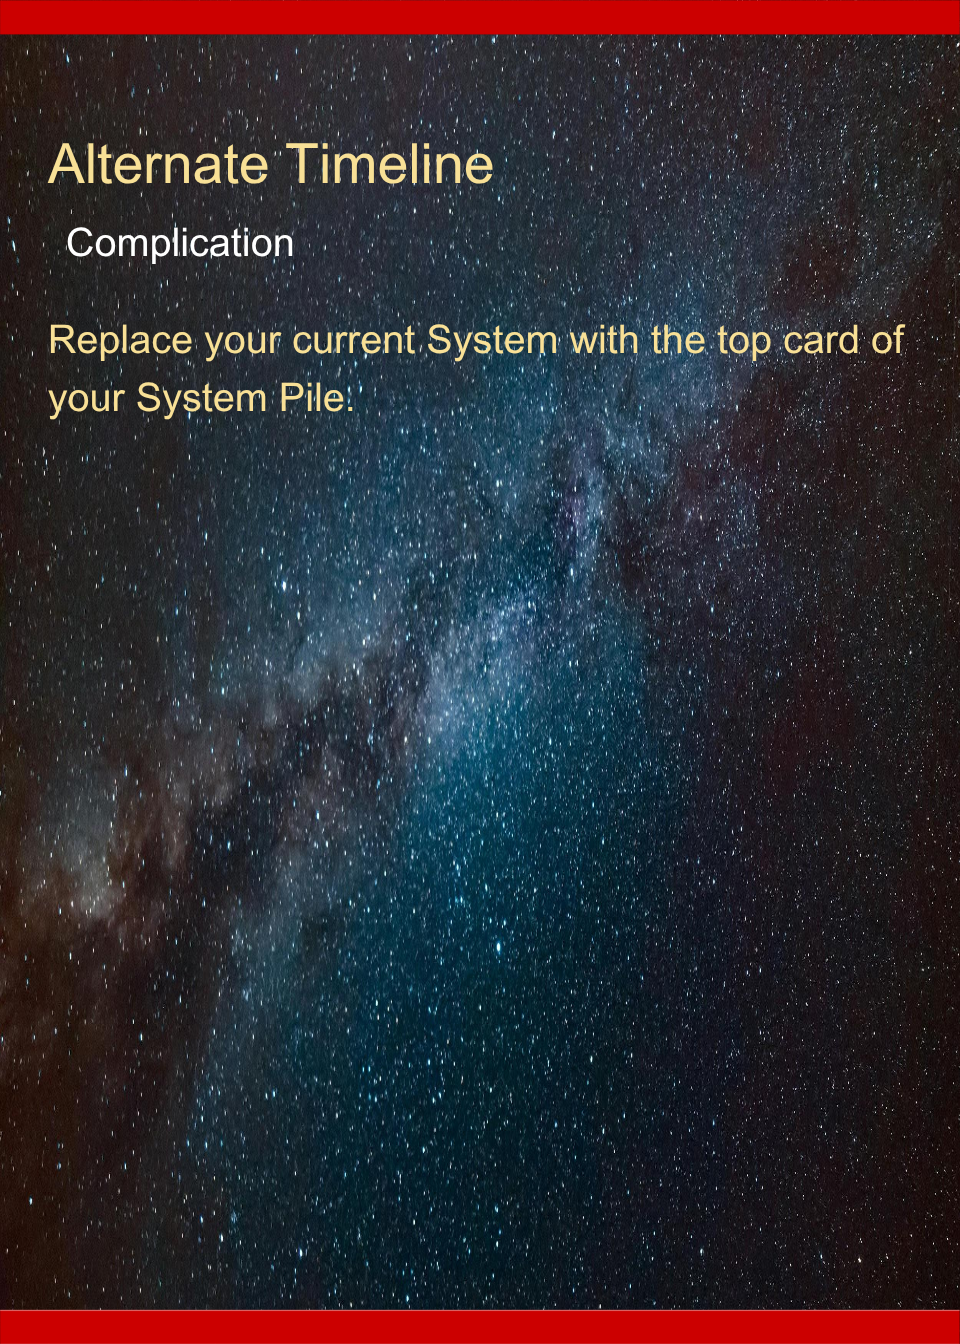 Alternate Timeline
Complication
Replace your current System with the top card of
your System Pile.